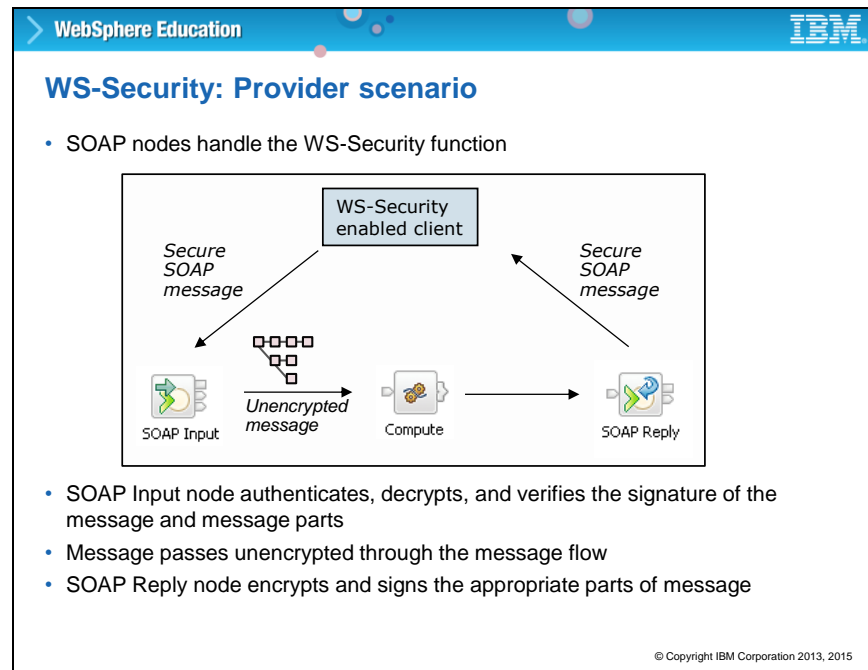 WebSphere Education
IBM
WS-Security: Provider scenario
• SOAP nodes handle the WS-Security function
WS-Security
enabled client
Secure
SOAP
message
Secure
SOAP
message
Unencrypted
message
SOAP Input
Compute
SOAP Reply
• SOAP Input node authenticates, decrypts, and verifies the signature of the
message and message parts
• Message passes unencrypted through the message flow
• SOAP Reply node encrypts and signs the appropriate parts of message
© Copyright IBM Corporation 2013, 2015